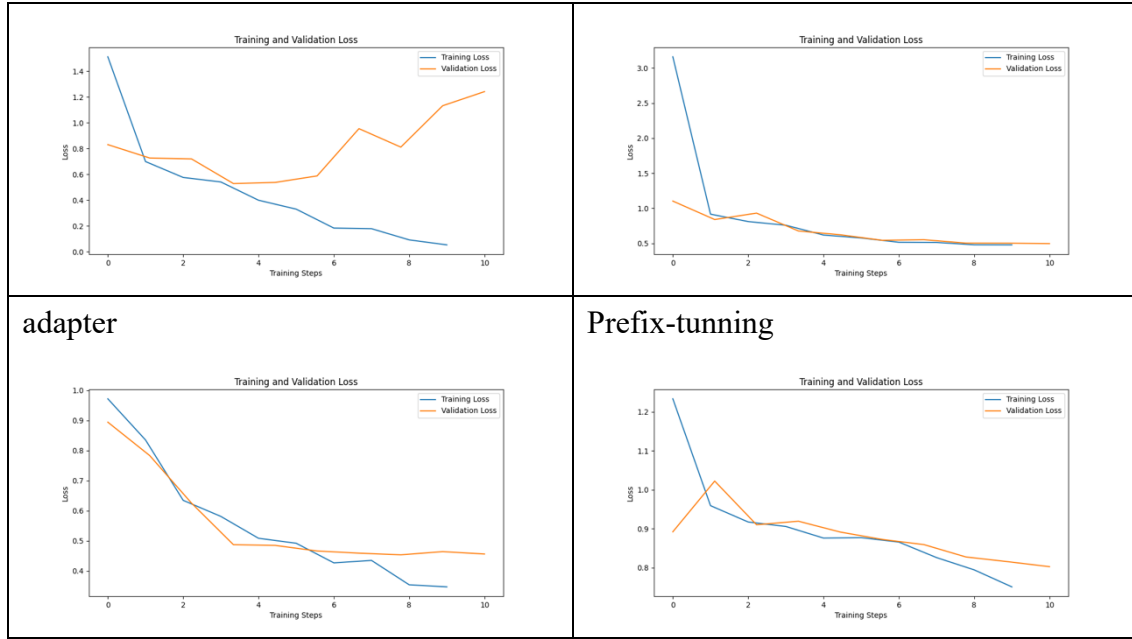 Training and Validation Loss
Training Loss
Validation Loss
1.4
1.2
1.0
0.8
0.6
0.4
0.2
0.0
Loss
0 2 4 6 8 10
Training Steps
Training and Validation Loss
Training Loss
Validation Loss
3.0
2.5
2.0
1.5
1.0
0.5
Loss
0 2 4 6 8 10
Training Steps
adapter
Training and Validation Loss
Training Loss
Validation Loss
1.0
0.9
0.8
0.7
0.6
0.5
0.4
Loss
0 2 4 6 8 10
Training Steps
Prefix-tunning
Training and Validation Loss
Training Loss
Validation Loss
1.2
1.1
1.0
0.9
0.8
Loss
0 2 4 6 8 10
Training Steps